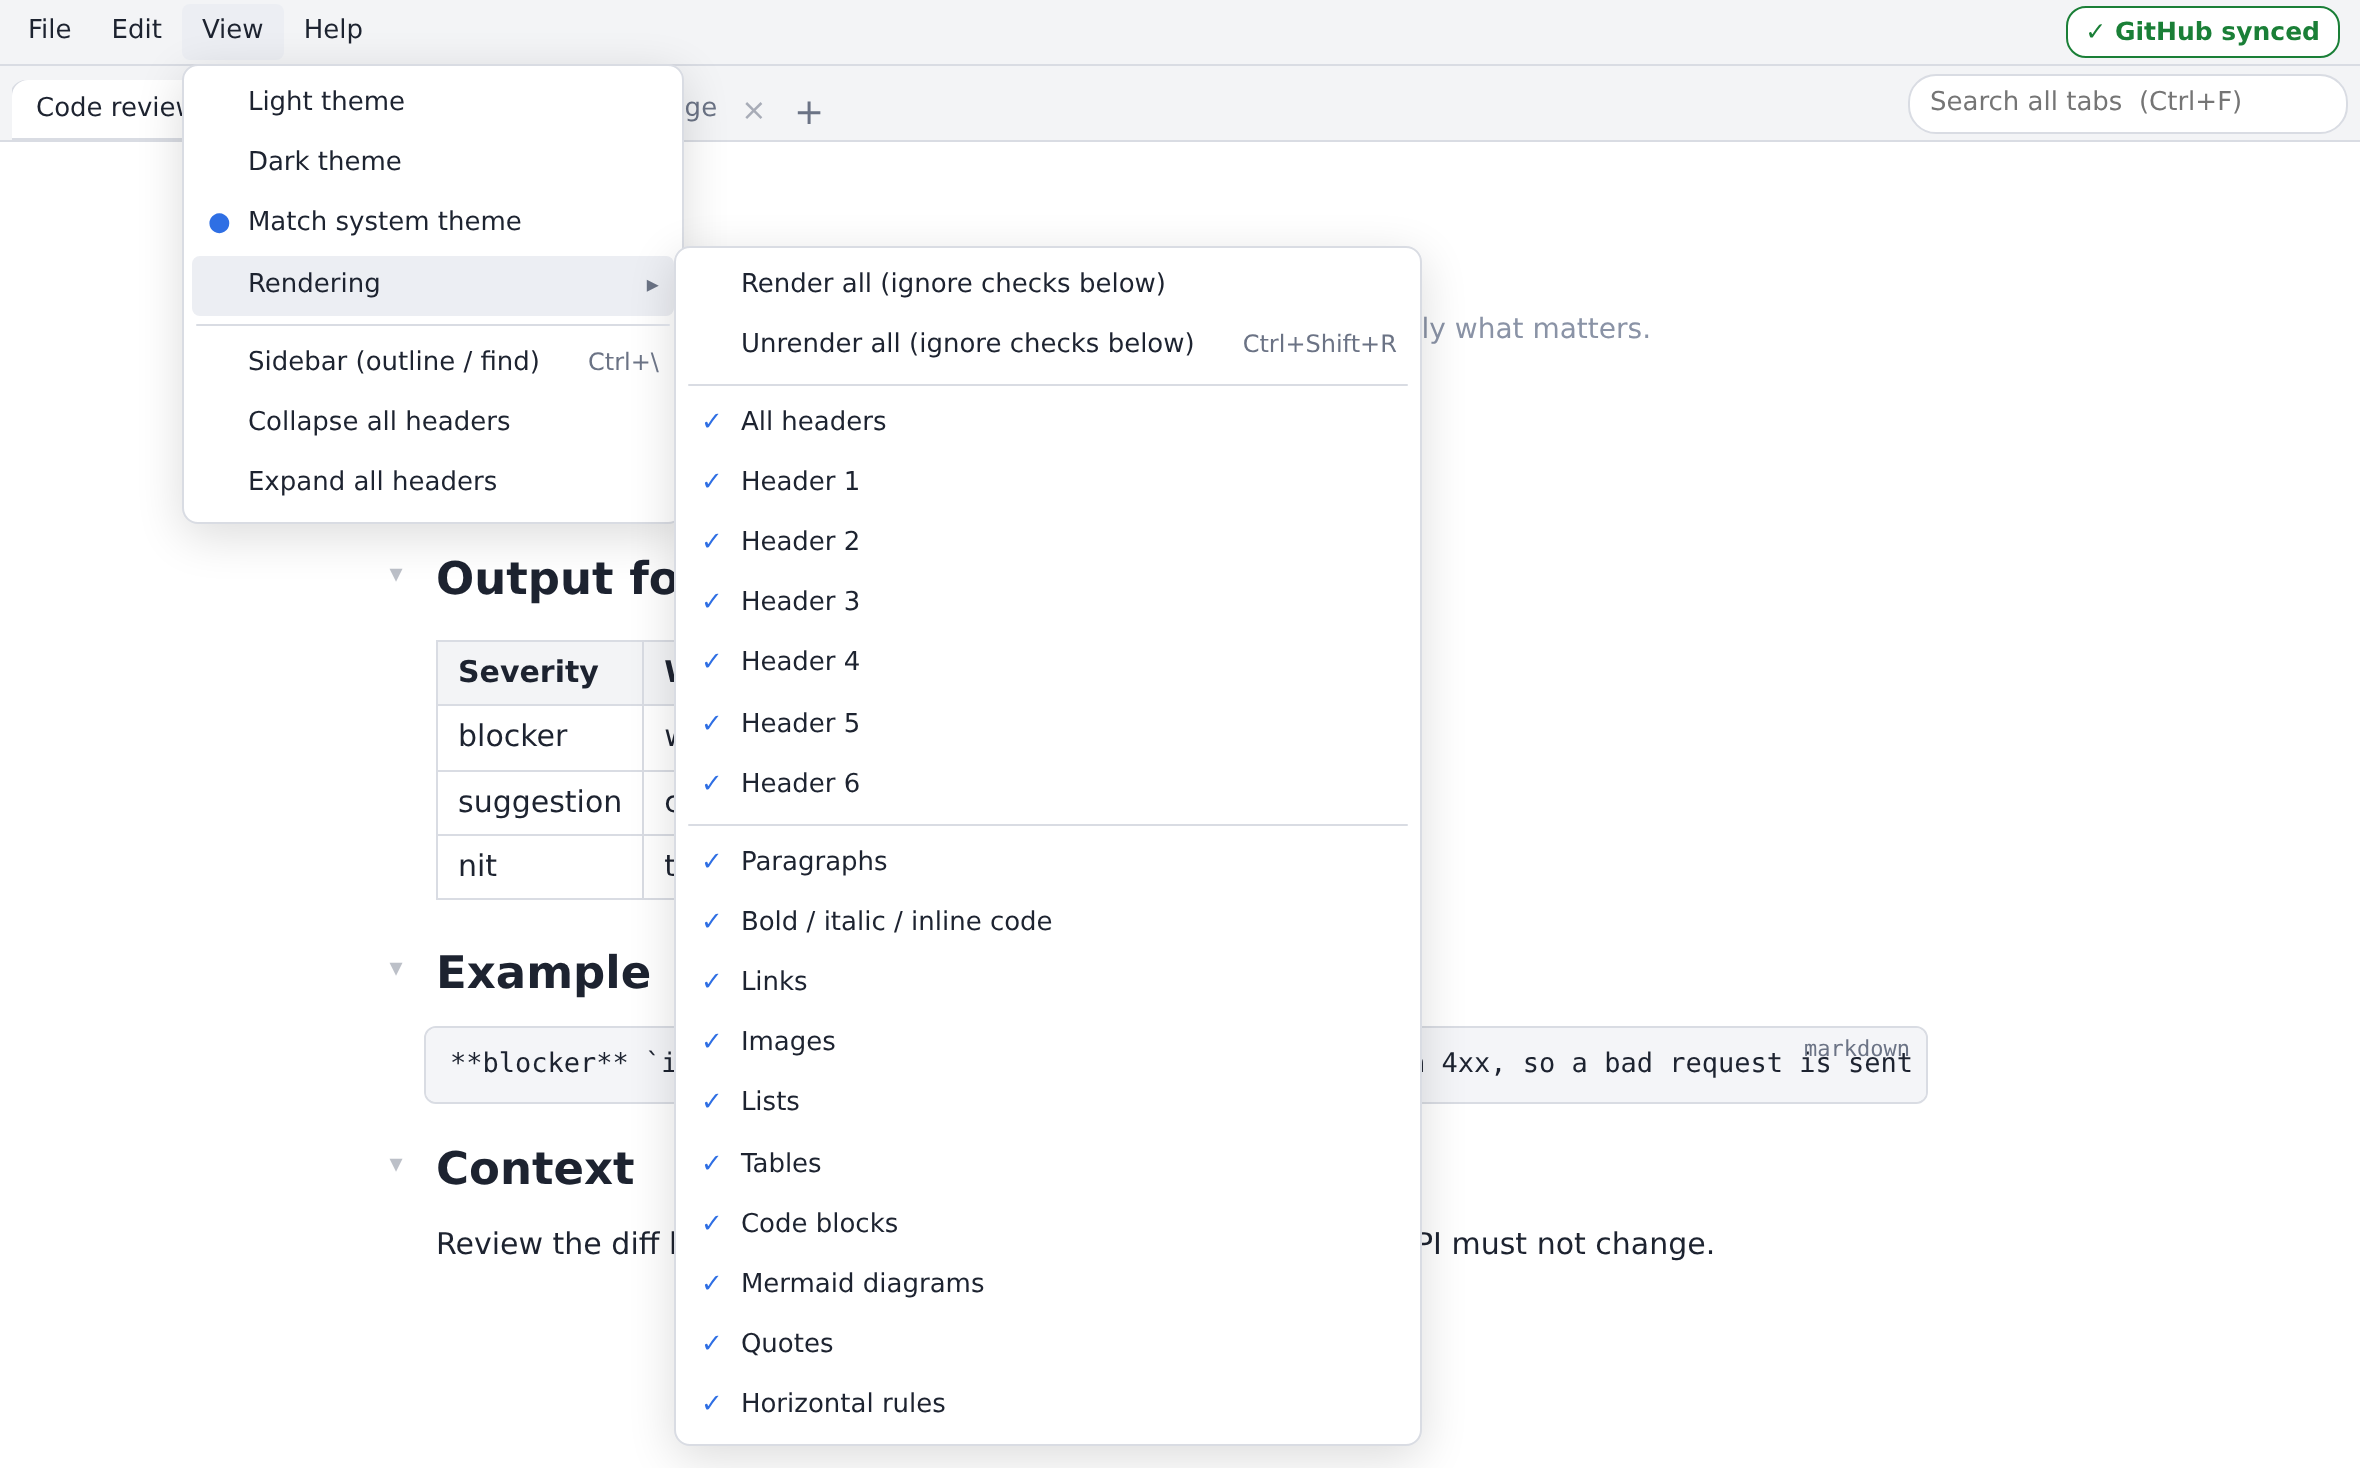 File Edit View Help
✓ GitHub synced
Code review
ge × +
Search all tabs (Ctrl+F)
Light theme
Dark theme
Match system theme
Rendering ▸
Sidebar (outline / find) Ctrl+\
Collapse all headers
Expand all headers
Render all (ignore checks below)
Unrender all (ignore checks below) Ctrl+Shift+R
✓ All headers
✓ Header 1
✓ Header 2
✓ Header 3
✓ Header 4
✓ Header 5
✓ Header 6
✓ Paragraphs
✓ Bold / italic / inline code
✓ Links
✓ Images
✓ Lists
✓ Tables
✓ Code blocks
✓ Mermaid diagrams
✓ Quotes
✓ Horizontal rules
ly what matters.
Output fo
Severity
blocker
suggestion
nit
Example
markdown
**blocker** `i 4xx, so a bad request is sent
Context
Review the diff PI must not change.